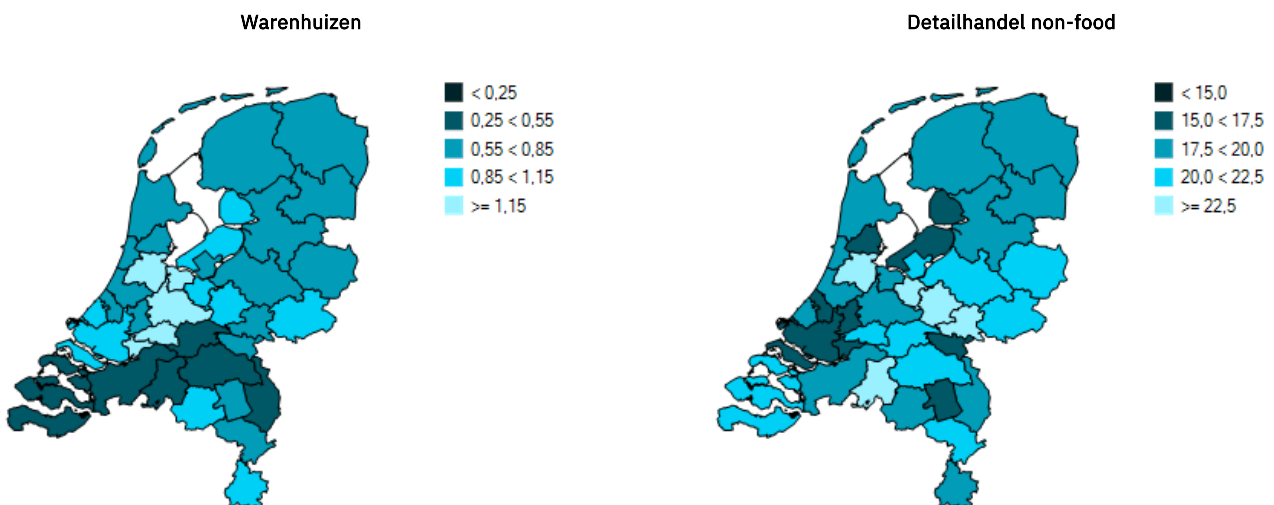 Warenhuizen
< 0,25
0,25 < 0,55
0,55 < 0,85
0,85 < 1,15
>= 1,15
Detailhandel non-food
< 15,0
15,0 < 17,5
17,5 < 20,0
20,0 < 22,5
>= 22,5